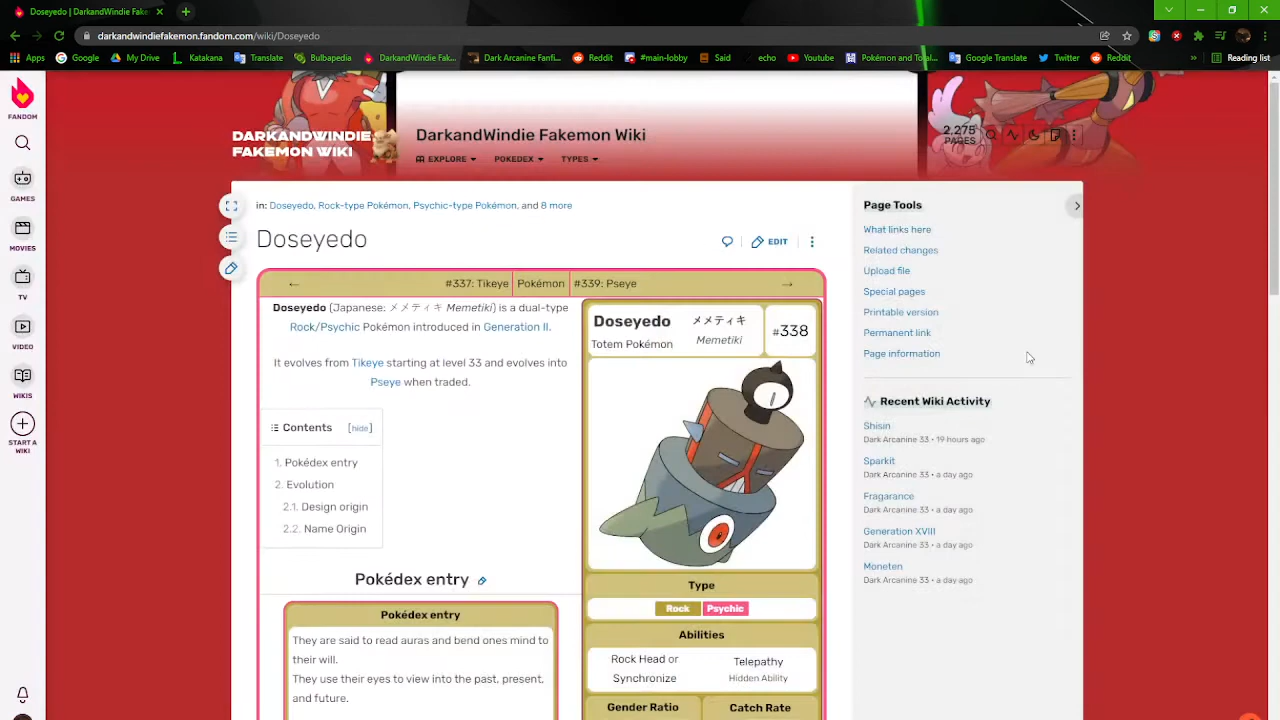 Doseyedo | DarkandWindie Fake
darkandwindiefakemon.fandom.com/wiki/Doseyedo
Apps
Google
My Drive
Katakana
Translate
Bulbapedia
DarkandWindie Fak...
Dark Arcanine Fanfi...
Reddit
#main-lobby
Said
echo
Youtube
Pokémon and Total...
Google Translate
Twitter
Reddit
»
Reading list
FANDOM
GAMES
MOVIES
TV
VIDEO
WIKIS
START A
WIKI
DARKANDWINDIE
FAKEMON WIKI
DarkandWindie Fakemon Wiki
EXPLORE
POKEDEX
TYPES
2,275
PAGES
in: Doseyedo, Rock-type Pokémon, Psychic-type Pokémon, and 8 more
Doseyedo
EDIT
← #337: Tikeye Pokémon #339: Pseye →
Doseyedo (Japanese: メメティキ Memetiki) is a dual-type
Rock/Psychic Pokémon introduced in Generation II.
It evolves from Tikeye starting at level 33 and evolves into
Pseye when traded.
Contents [hide]
1. Pokédex entry
2. Evolution
2.1. Design origin
2.2. Name Origin
Pokédex entry
Pokédex entry
They are said to read auras and bend ones mind to
their will.
They use their eyes to view into the past, present,
and future.
Doseyedo
Totem Pokémon
メメティキ
Memetiki
#338
Type
Rock Psychic
Abilities
Rock Head or
Synchronize
Telepathy
Hidden Ability
Gender Ratio
Catch Rate
Page Tools
What links here
Related changes
Upload file
Special pages
Printable version
Permanent link
Page information
Recent Wiki Activity
Shisin
Dark Arcanine 33 • 19 hours ago
Sparkit
Dark Arcanine 33 • a day ago
Fragarance
Dark Arcanine 33 • a day ago
Generation XVIII
Dark Arcanine 33 • a day ago
Moneten
Dark Arcanine 33 • a day ago